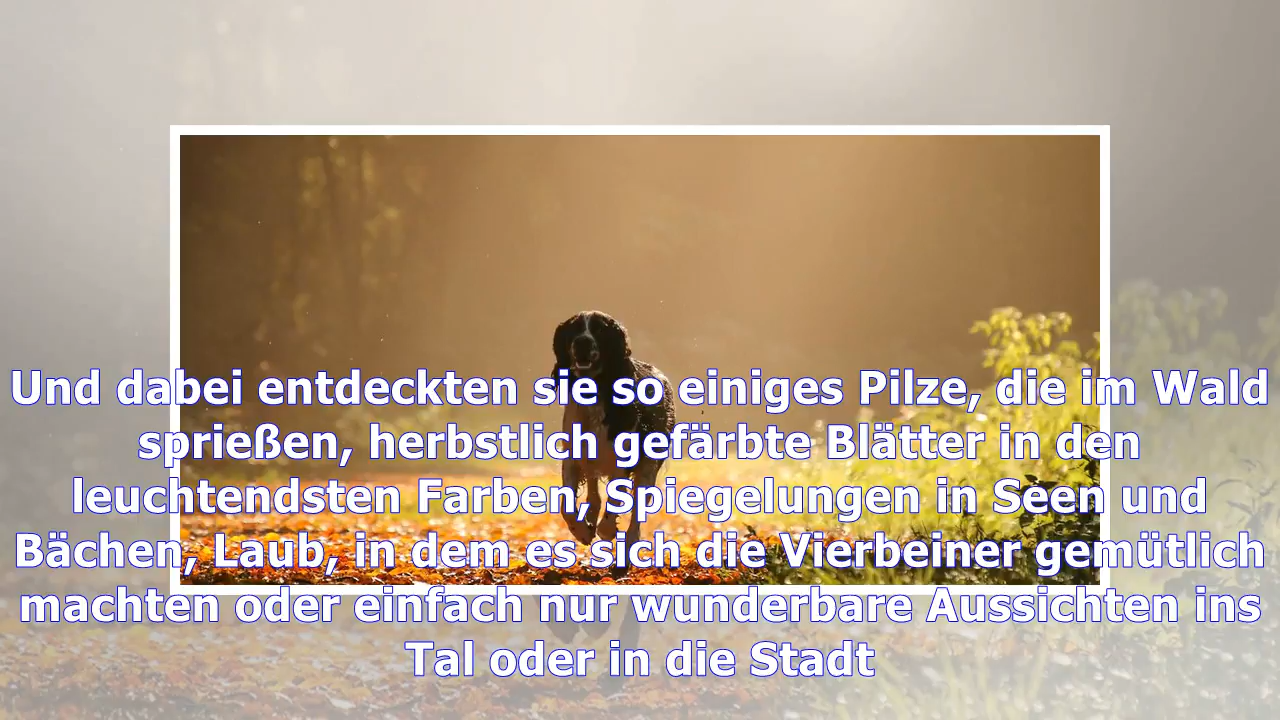 Und dabei entdeckten sie so einiges Pilze, die im Wald
sprießen, herbstlich gefärbte Blätter in den
leuchtendsten Farben, Spiegelungen in Seen und
Bächen, Laub, in dem es sich die Vierbeiner gemütlich
machten oder einfach nur wunderbare Aussichten ins
Tal oder in die Stadt